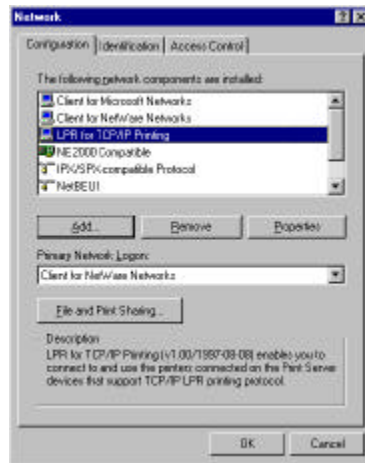 Network
Configuration Identification Access Control
The following network components are installed:
Client for Microsoft Networks
Client for NetWare Networks
LPR for TCP/IP Printing
NE2000 Compatible
IPX/SPX-compatible Protocol
NetBEUI
Add... Remove Properties
Primary Network Logon:
Client for NetWare Networks
File and Print Sharing...
Description
LPR for TCP/IP Printing (v1.00/1997-08-08) enables you to
connect to and use the printers connected on the Print Server
devices that support TCP/IP LPR printing protocol.
OK Cancel